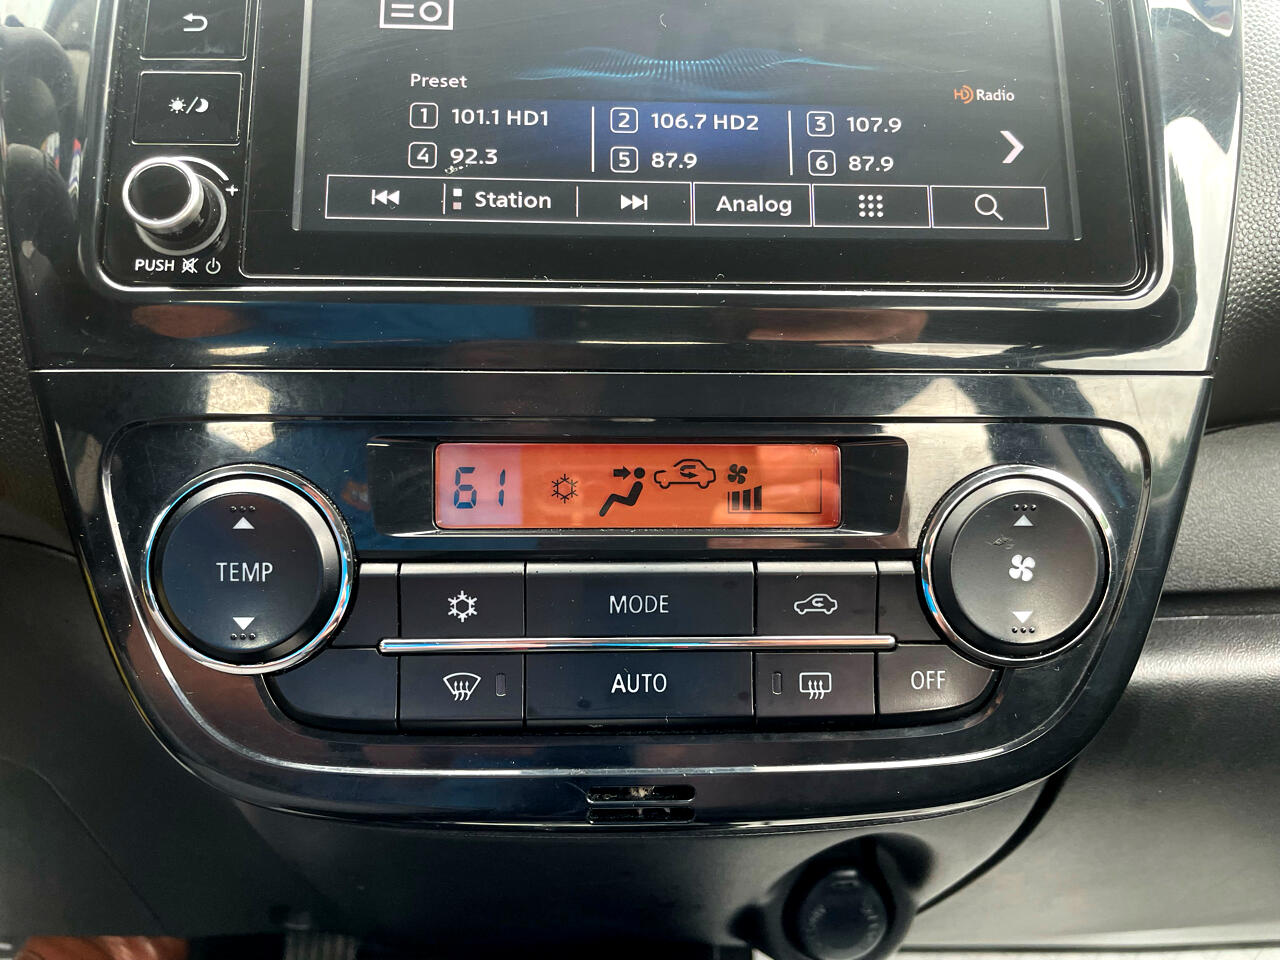 Preset
HD Radio
1 101.1 HD1
2 106.7 HD2
3 107.9
4 92.3
5 87.9
6 87.9
Station
Analog
PUSH
61
TEMP
MODE
AUTO
OFF